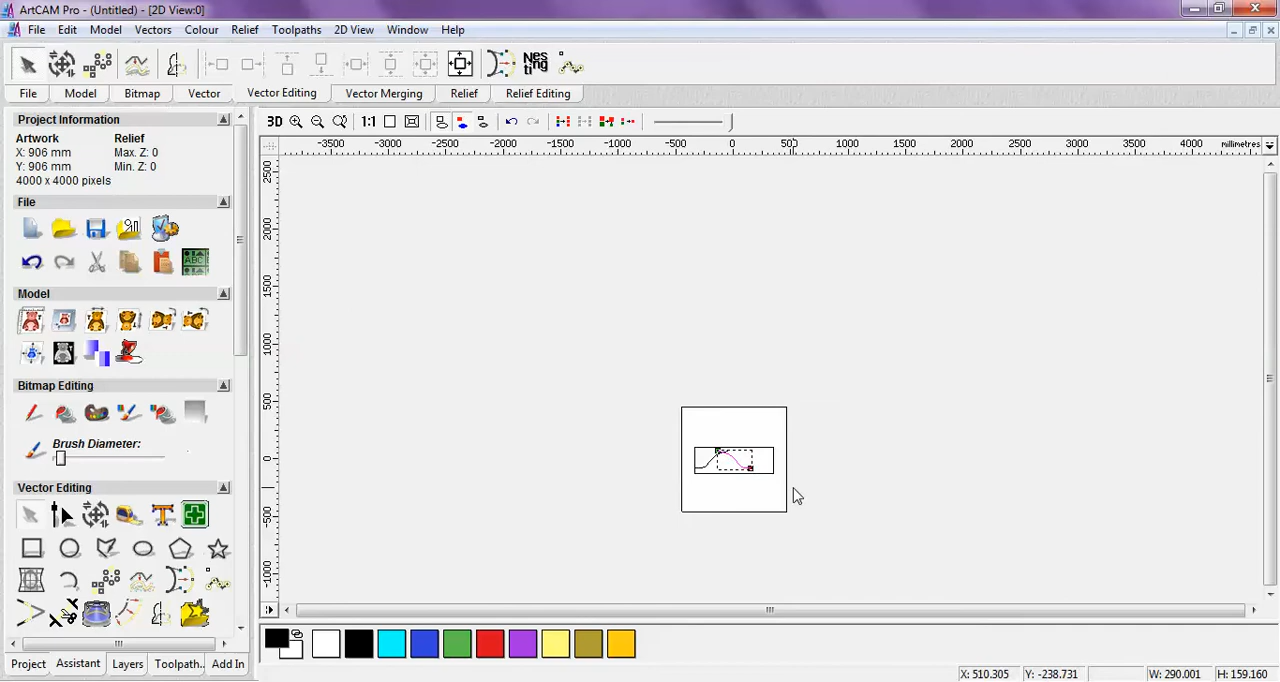 ArtCAM Pro - (Untitled) - [2D View:0]
File Edit Model Vectors Colour Relief Toolpaths 2D View Window Help
Nes
ti
File Model Bitmap Vector Vector Editing Vector Merging Relief Relief Editing
3D 1:1
Project Information
Artwork Relief
X: 906 mm Max. Z: 0
Y: 906 mm Min. Z: 0
4000 x 4000 pixels
File
ABC
Model
Bitmap Editing
Brush Diameter:
Vector Editing
T
Project Assistant Layers Toolpath.. Add In
-3500 -3000 -2500 -2000 -1500 -1000 -500 0 500 1000 1500 2000 2500 3000 3500 4000 millimetres
2500
2000
1500
1000
500
0
-500
-1000
X: 510.305 Y: -238.731 W: 290.001 H: 159.160